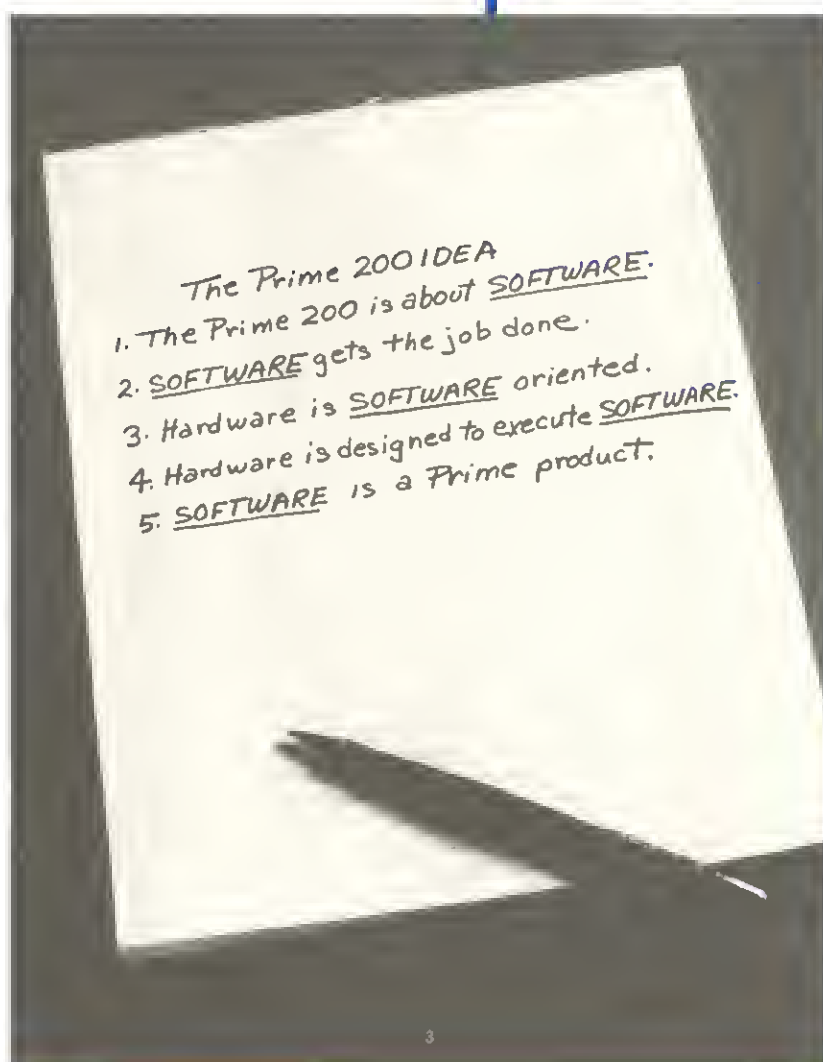 The Prime 200 IDEA
1. The Prime 200 is about SOFTWARE.
2. SOFTWARE gets the job done.
3. Hardware is SOFTWARE oriented.
4. Hardware is designed to execute SOFTWARE.
5. SOFTWARE is a Prime product.
3